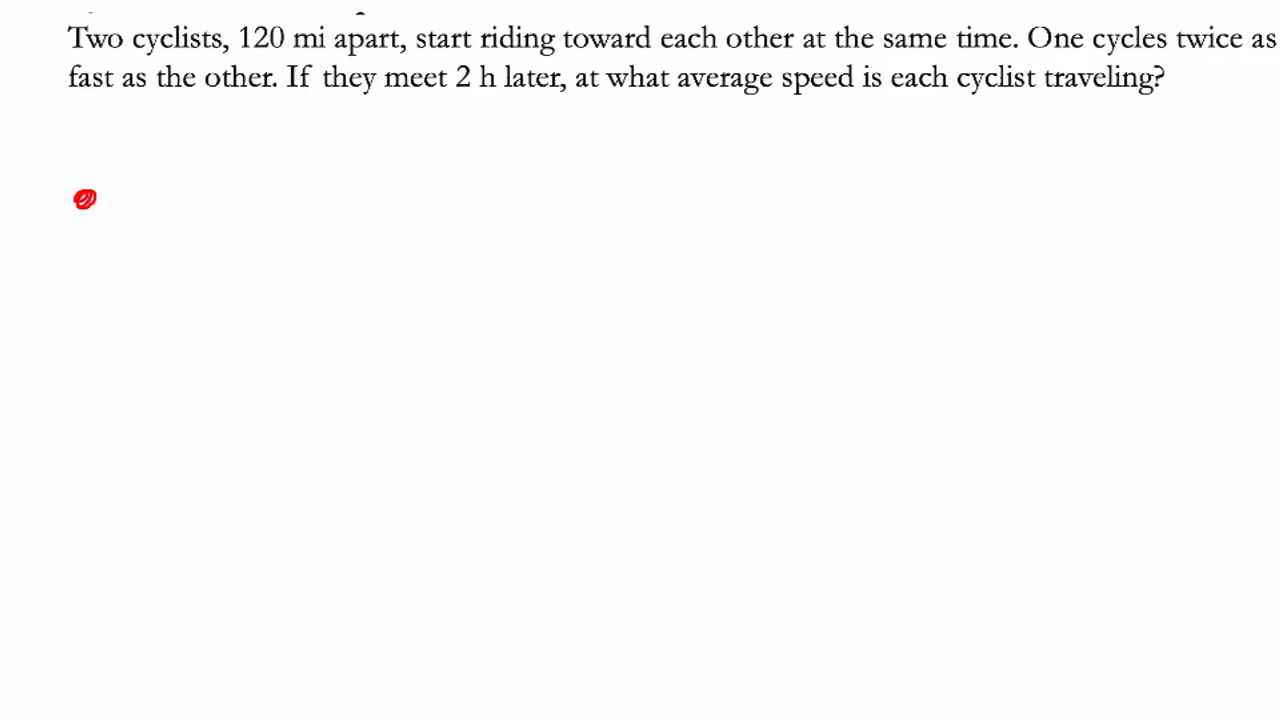 Two cyclists, 120 mi apart, start riding toward each other at the same time. One cycles twice as
fast as the other. If they meet 2 h later, at what average speed is each cyclist traveling?